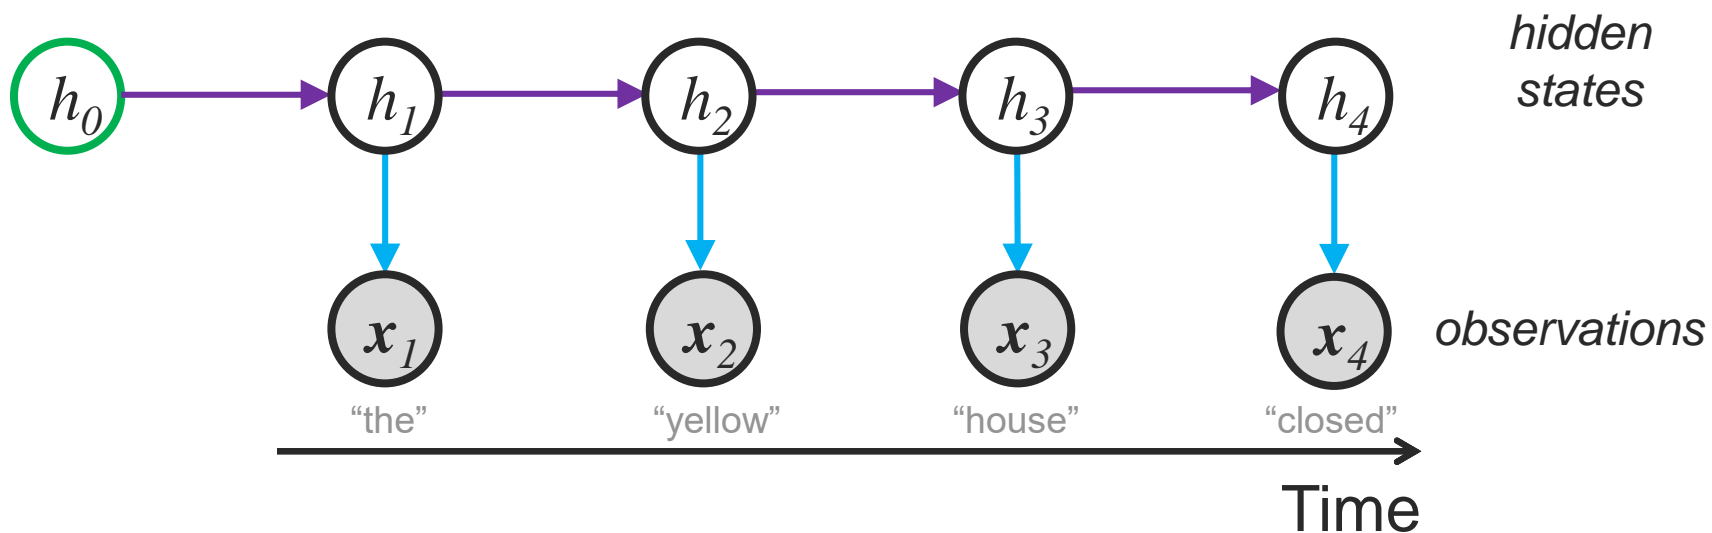 hidden
states
h0 h1 h2 h3 h4
x1 x2 x3 x4
observations
“the” “yellow” “house” “closed”
Time